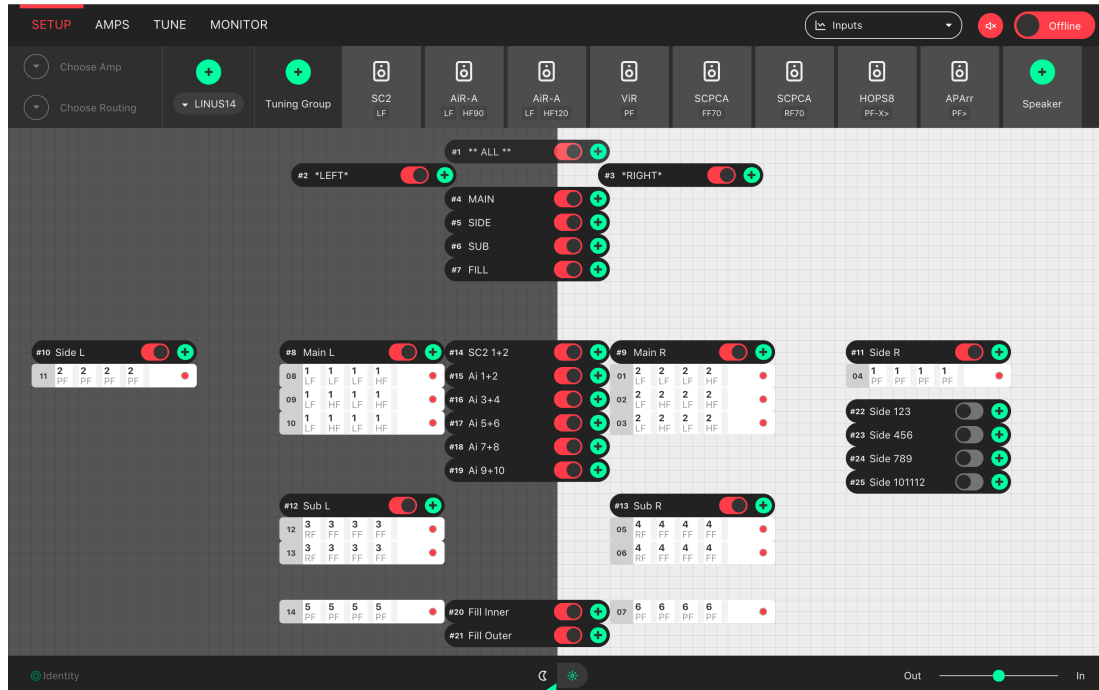 SETUP AMPS TUNE MONITOR Inputs Offline
Choose Amp
Choose Routing
LINUS14
Tuning Group
SC2
LF
AiR-A
LF HF90
AiR-A
LF HF120
ViR
PF
SCPCA
FF70
SCPCA
RF70
HOPS8
PF-X>
APArr
PF>
Speaker
#1 ** ALL **
#2 *LEFT*
#3 *RIGHT*
#4 MAIN
#5 SIDE
#6 SUB
#7 FILL
#10 Side L
11 2 2 2 2
PF PF PF PF
#8 Main L
08 1 1 1 1
LF LF LF HF
09 1 1 1 1
LF HF LF HF
10 1 1 1 1
LF HF LF HF
#14 SC2 1+2
#15 Ai 1+2
#16 Ai 3+4
#17 Ai 5+6
#18 Ai 7+8
#19 Ai 9+10
#9 Main R
01 2 2 2 2
LF LF LF HF
02 2 2 2 2
LF HF LF HF
03 2 2 2 2
LF HF LF HF
#11 Side R
04 1 1 1 1
PF PF PF PF
#22 Side 123
#23 Side 456
#24 Side 789
#25 Side 101112
#12 Sub L
12 3 3 3 3
RF FF FF FF
13 3 3 3 3
RF FF FF FF
#13 Sub R
05 4 4 4 4
RF FF FF FF
06 4 4 4 4
RF FF FF FF
14 5 5 5 5
PF PF PF PF
#20 Fill Inner
#21 Fill Outer
07 6 6 6 6
PF PF PF PF
Identity
Out In